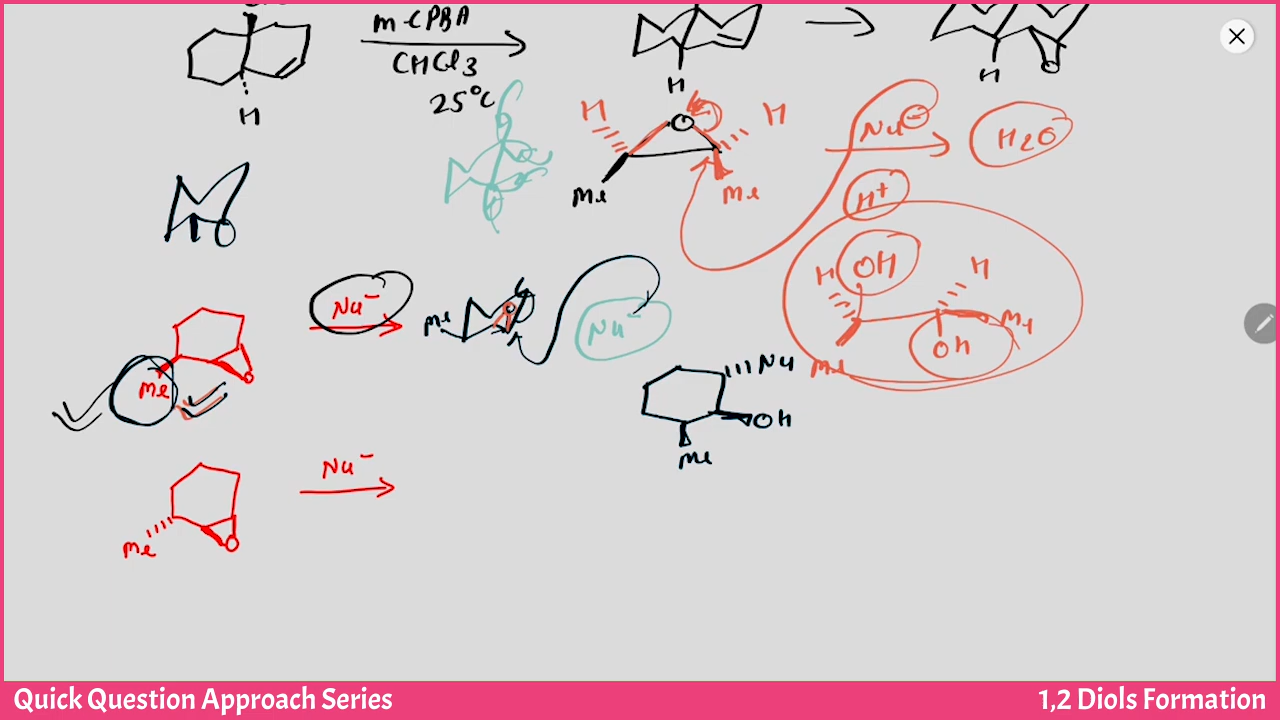 m-CPBA
CHCl3
25°C
H
H
H
H
O
H
Nu⊖
H2O
Me
Me
H+
H
OH
H
Me
OH
Me
Nu-
Me
Nu-
Me
O
Nu
OH
Me
Nu-
Me
O
Quick Question Approach Series
1,2 Diols Formation